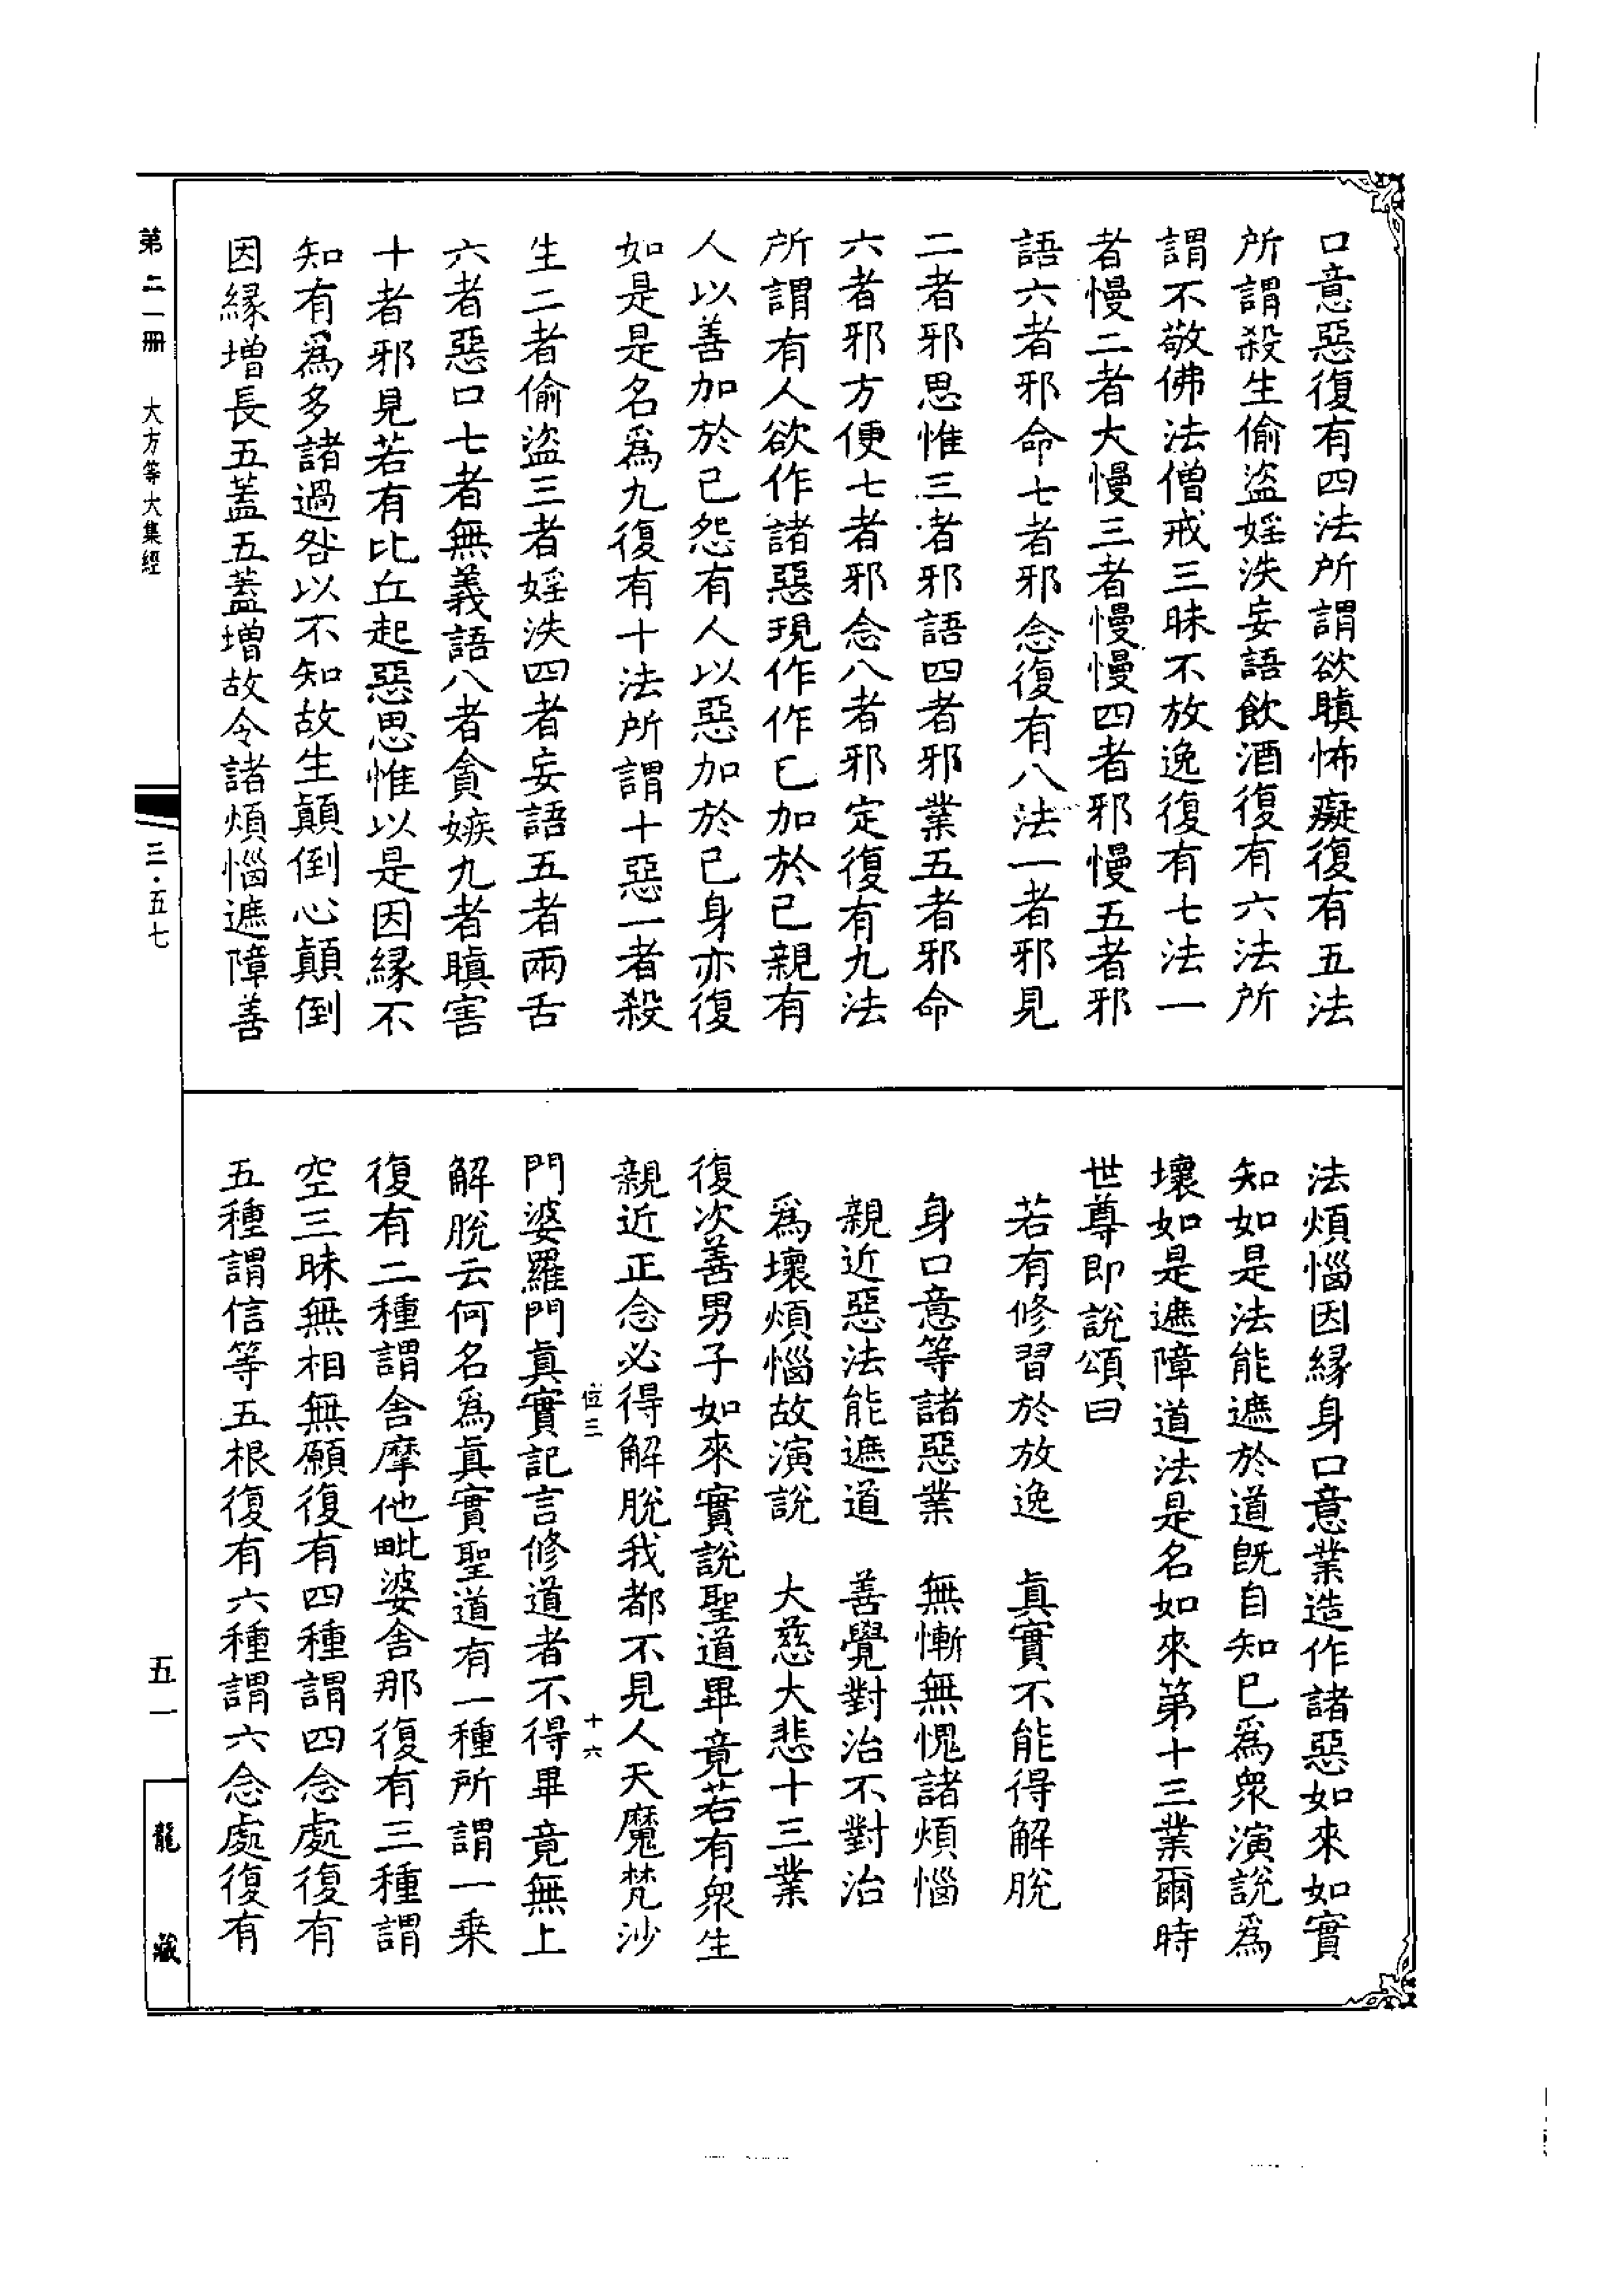 口意惡復有四法所謂欲瞋怖癡復有五法
所謂殺生偷盜婬泆妄語飲酒復有六法所
謂不敬佛法僧戒三昧不放逸復有七法一
者慢二者大慢三者慢慢四者邪慢五者邪
語六者邪命七者邪念復有八法一者邪見
二者邪思惟三者邪語四者邪業五者邪命
六者邪方便七者邪念八者邪定復有九法
所謂有人欲作諸惡現作作已加於已親有
人以善加於已怨有人以惡加於已身亦復
如是是名爲九復有十法所謂十惡一者殺
生二者偷盜三者婬泆四者妄語五者兩舌
六者惡口七者無義語八者貪嫉九者瞋害
十者邪見若有比丘起惡思惟以是因緣不
知有爲多諸過咎以不知故生顛倒心顛倒
因緣增長五蓋五蓋增故令諸煩惱遮障善
法煩惱因緣身口意業造作諸惡如來如實
知如是法能遮於道旣自知已爲衆演說爲
壞如是遮障道法是名如來第十三業爾時
世尊即說頌曰
若有修習於放逸　真實不能得解脫
身口意等諸惡業　無慚無愧諸煩惱
親近惡法能遮道　善覺對治不對治
爲壞煩惱故演說　大慈大悲十三業
復次善男子如來實說聖道畢竟若有衆生
親近正念必得解脫我都不見人天魔梵沙
位三　十六
門婆羅門真實記言修道者不得畢竟無上
解脫云何名爲真實聖道有一種所謂一乘
復有二種謂舍摩他毗婆舍那復有三種謂
空三昧無相無願復有四種謂四念處復有
五種謂信等五根復有六種謂六念處復有
第二一冊　大方等大集經
三·五七
五一
龍藏